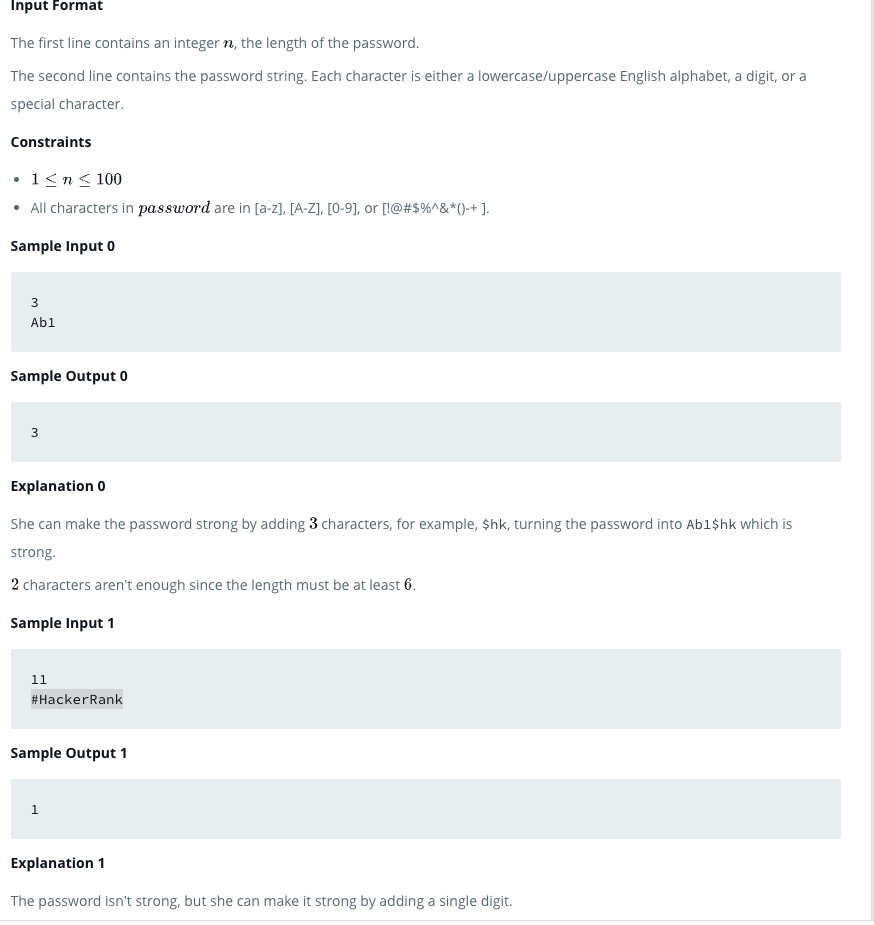 Input Format
The first line contains an integer n, the length of the password.
The second line contains the password string. Each character is either a lowercase/uppercase English alphabet, a digit, or a
special character.
Constraints
• 1 ≤ n ≤ 100
• All characters in password are in [a-z], [A-Z], [0-9], or [!@#$%^&*()-+ ].
Sample Input 0
3
Ab1
Sample Output 0
3
Explanation 0
She can make the password strong by adding 3 characters, for example, $hk, turning the password into Ab1$hk which is
strong.
2 characters aren't enough since the length must be at least 6.
Sample Input 1
11
#HackerRank
Sample Output 1
1
Explanation 1
The password isn't strong, but she can make it strong by adding a single digit.